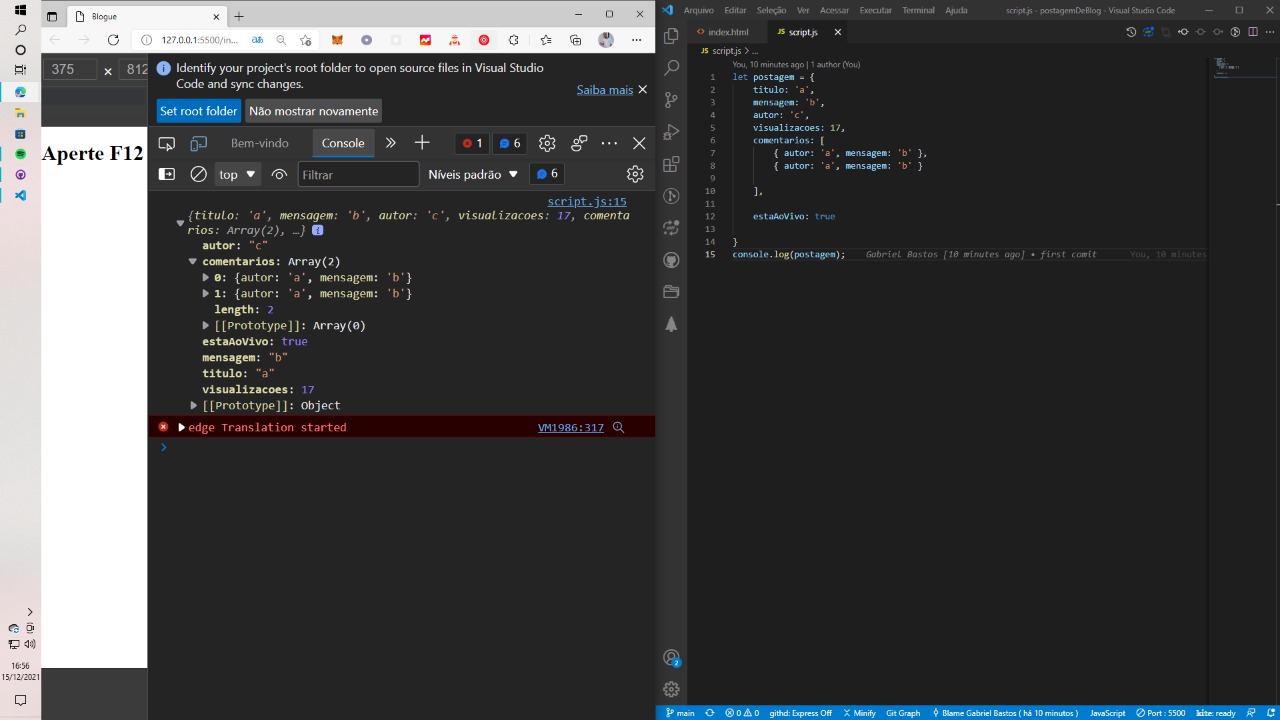 Blogue
127.0.0.1:5500/in...
375
×
812
Aperte F12
Identify your project's root folder to open source files in Visual Studio
Code and sync changes.
Saiba mais
Set root folder
Não mostrar novamente
Bem-vindo
Console
1
6
top
Filtrar
Níveis padrão
6
script.js:15
{titulo: 'a', mensagem: 'b', autor: 'c', visualizacoes: 17, comenta
rios: Array(2), …}
autor: "c"
comentarios: Array(2)
0: {autor: 'a', mensagem: 'b'}
1: {autor: 'a', mensagem: 'b'}
length: 2
[[Prototype]]: Array(0)
estaAoVivo: true
mensagem: "b"
titulo: "a"
visualizacoes: 17
[[Prototype]]: Object
edge Translation started
VM1986:317
16:56
15/12/2021
Arquivo Editar Seleção Ver Acessar Executar Terminal Ajuda
script.js - postagemDeBlog - Visual Studio Code
index.html
script.js
JS script.js > ...
You, 10 minutes ago | 1 author (You)
1 let postagem = {
2 titulo: 'a',
3 mensagem: 'b',
4 autor: 'c',
5 visualizacoes: 17,
6 comentarios: [
7 { autor: 'a', mensagem: 'b' },
8 { autor: 'a', mensagem: 'b' }
9
10 ],
11
12 estaAoVivo: true
13
14 }
15 console.log(postagem); Gabriel Bastos [10 minutes ago] • first comit You, 10 minutes
2
main
0 0
githd: Express Off
Minify
Git Graph
Blame Gabriel Bastos ( há 10 minutos )
JavaScript
Port : 5500